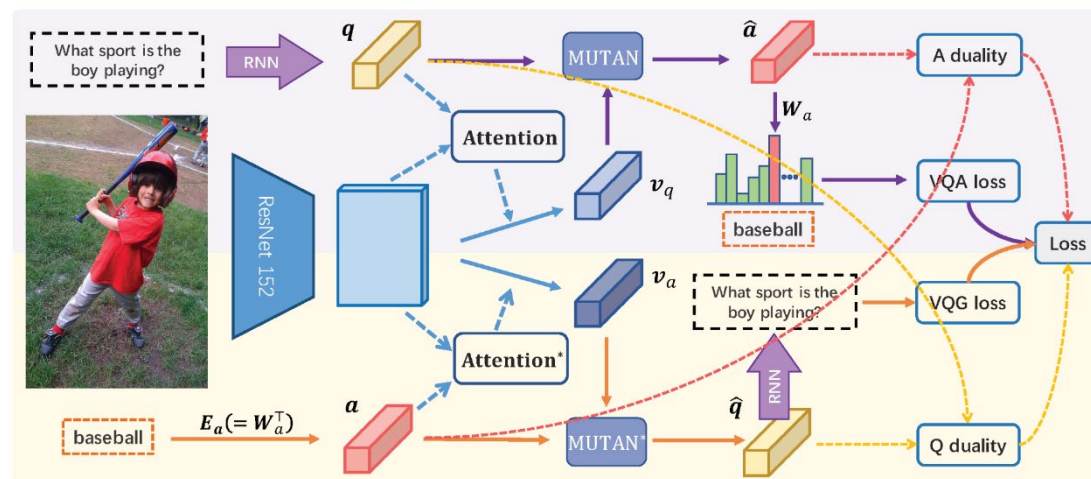 What sport is the
boy playing?
RNN
q
MUTAN
â
A duality
Attention
W_a
ResNet 152
v_q
VQA loss
baseball
Loss
v_a
What sport is the
boy playing?
VQG loss
Attention*
RNN
baseball
E_a(= W_a^⊤)
a
MUTAN*
q̂
Q duality